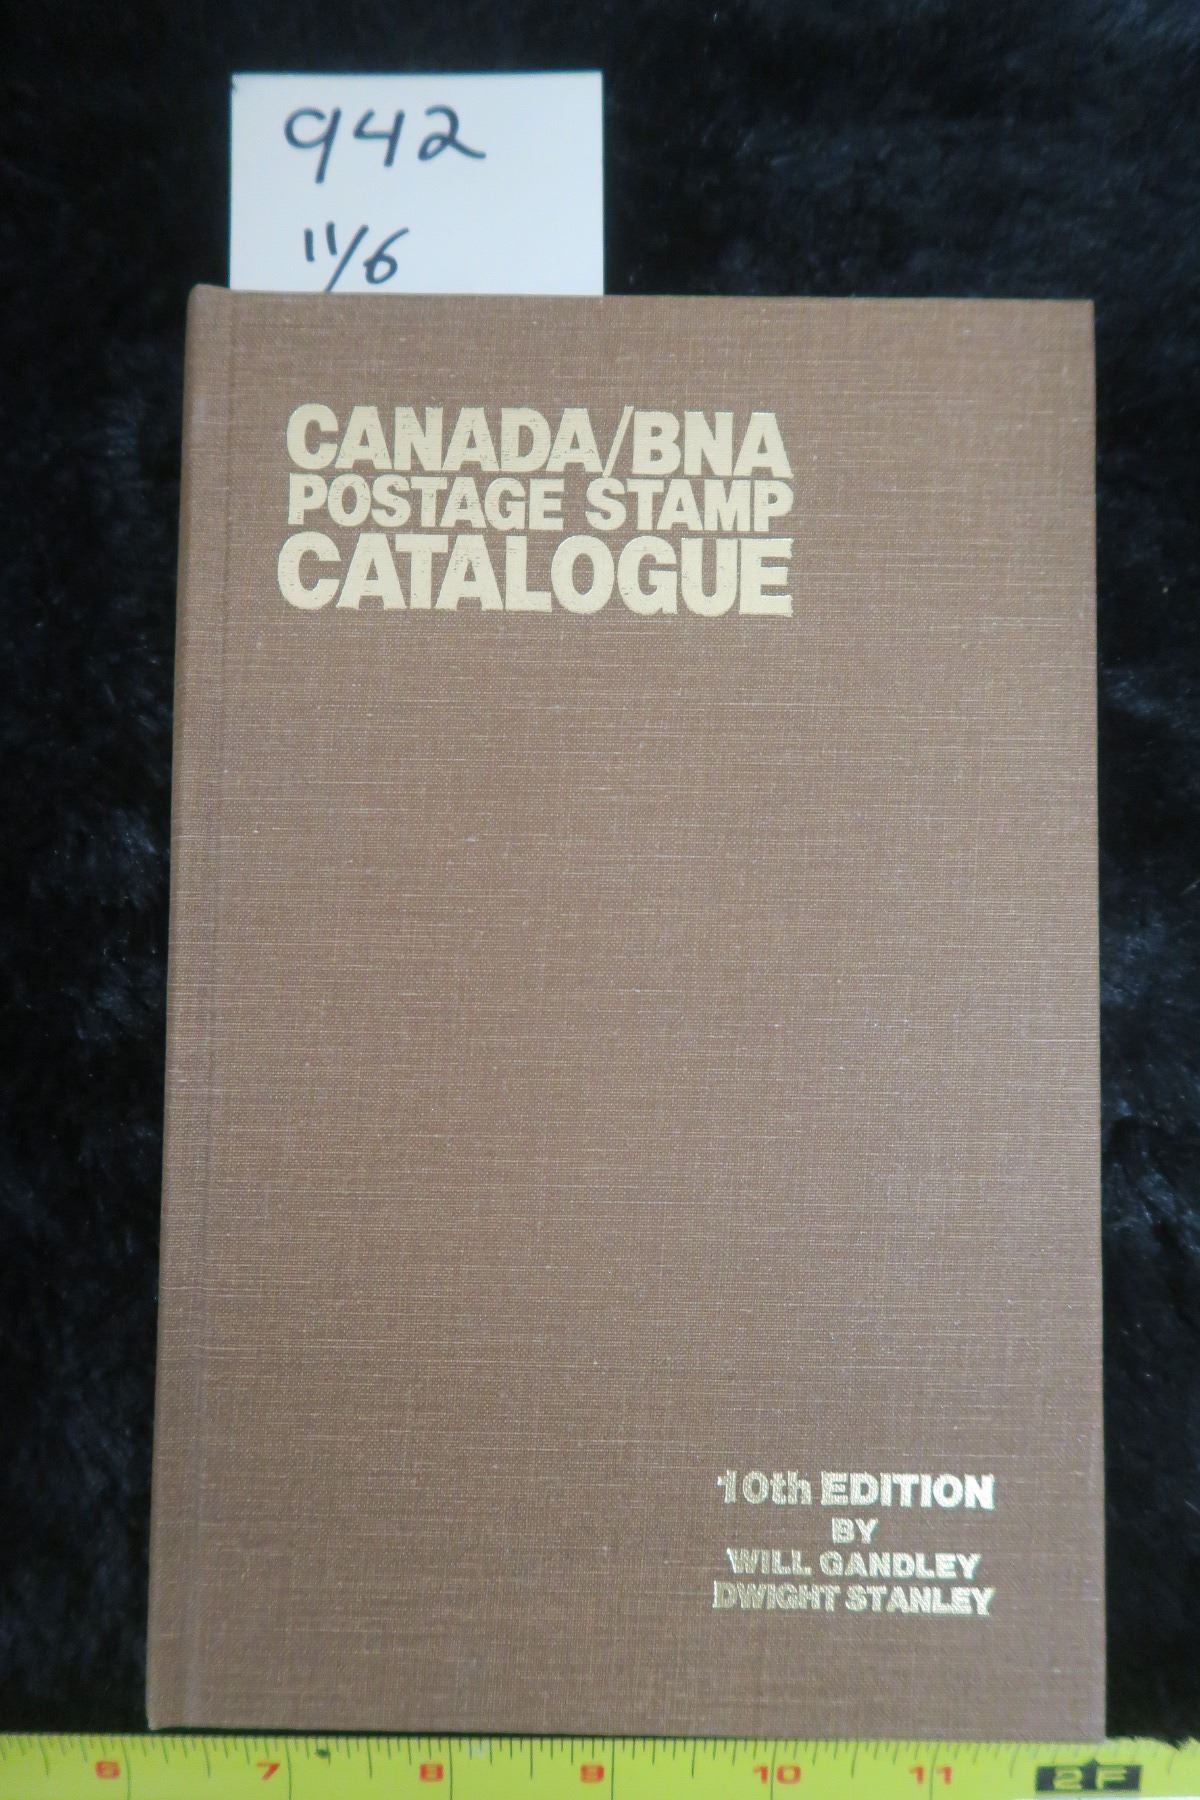 942
11/6
CANADA/BNA
POSTAGE STAMP
CATALOGUE
10th EDITION
BY
WILL GANDLEY
DWIGHT STANLEY
6 7 8 9 10 11 2F